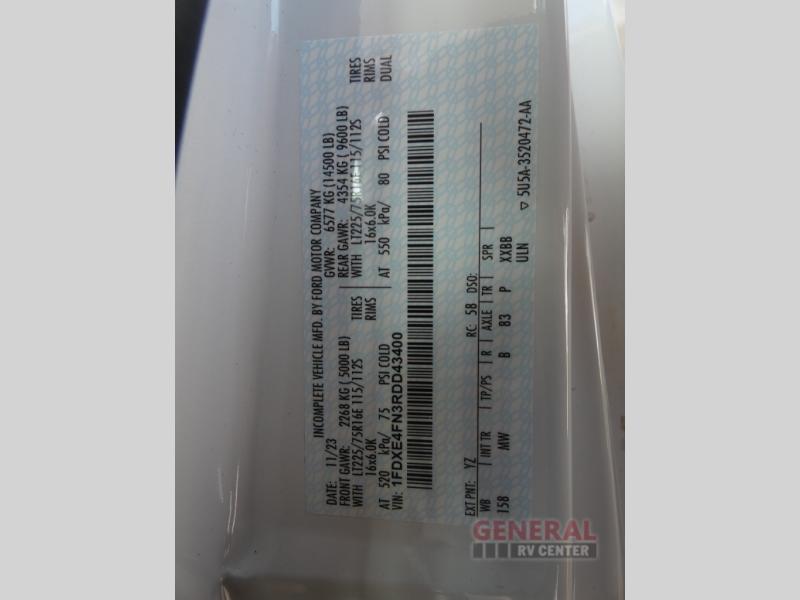 INCOMPLETE VEHICLE MFD. BY FORD MOTOR COMPANY
DATE: 11/23 GVWR: 6577 KG (14500 LB)
FRONT GAWR: 2268 KG (5000 LB) REAR GAWR: 4354 KG (9600 LB)
WITH LT225/75R16E 115/112S TIRES WITH LT225/75R16E 115/112S TIRES
16x6.0K RIMS 16x6.0K RIMS
AT 520 kPa/ 75 PSI COLD AT 550 kPa/ 80 PSI COLD DUAL
VIN: 1FDXE4FN3RDD43400
EXT PNT: YZ RC: 58 DSO:
WB INT TR TP/PS R AXLE TR SPR
158 MW B 83 P XXBB
ULN
▽ 5U5A-3520472-AA
GENERAL
RV CENTER